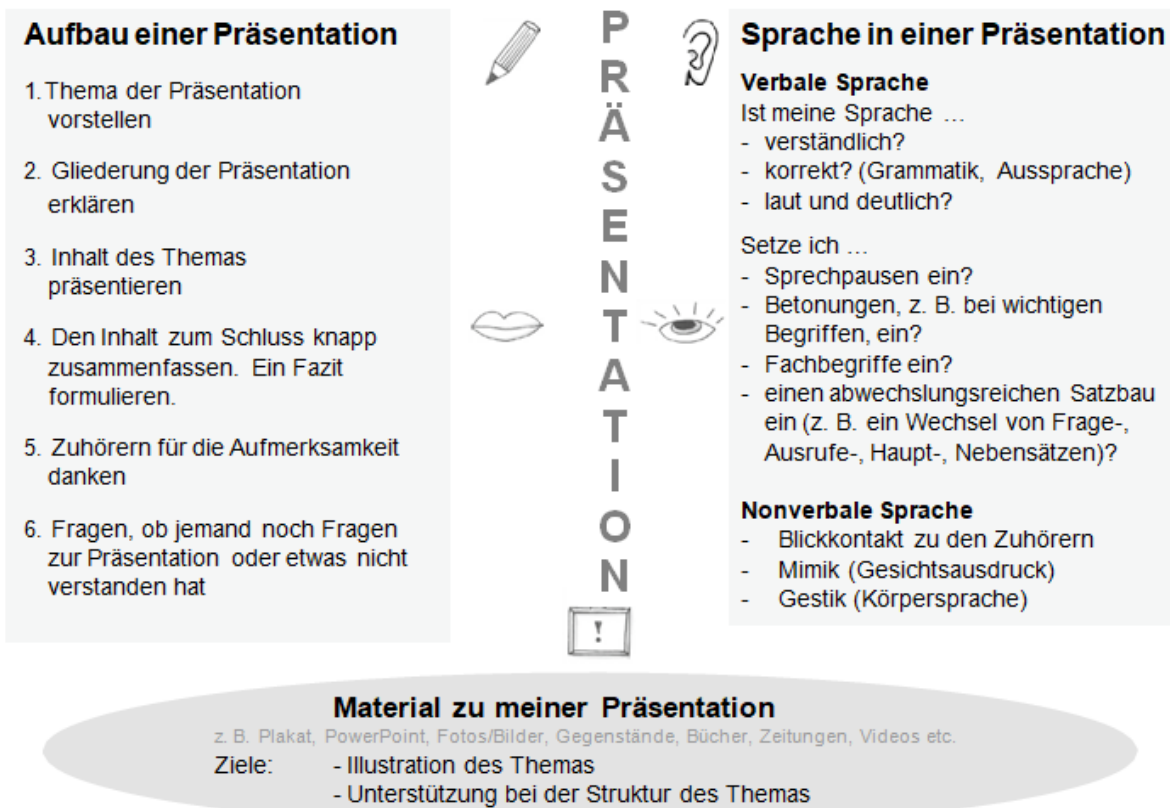 Aufbau einer Präsentation
1. Thema der Präsentation
vorstellen
2. Gliederung der Präsentation
erklären
3. Inhalt des Themas
präsentieren
4. Den Inhalt zum Schluss knapp
zusammenfassen. Ein Fazit
formulieren.
5. Zuhörern für die Aufmerksamkeit
danken
6. Fragen, ob jemand noch Fragen
zur Präsentation oder etwas nicht
verstanden hat
P
R
Ä
S
E
N
T
A
T
I
O
N
!
Sprache in einer Präsentation
Verbale Sprache
Ist meine Sprache ...
- verständlich?
- korrekt? (Grammatik, Aussprache)
- laut und deutlich?
Setze ich ...
- Sprechpausen ein?
- Betonungen, z. B. bei wichtigen
Begriffen, ein?
- Fachbegriffe ein?
- einen abwechslungsreichen Satzbau
ein (z. B. ein Wechsel von Frage-,
Ausrufe-, Haupt-, Nebensätzen)?
Nonverbale Sprache
- Blickkontakt zu den Zuhörern
- Mimik (Gesichtsausdruck)
- Gestik (Körpersprache)
Material zu meiner Präsentation
z. B. Plakat, PowerPoint, Fotos/Bilder, Gegenstände, Bücher, Zeitungen, Videos etc.
Ziele: - Illustration des Themas
- Unterstützung bei der Struktur des Themas